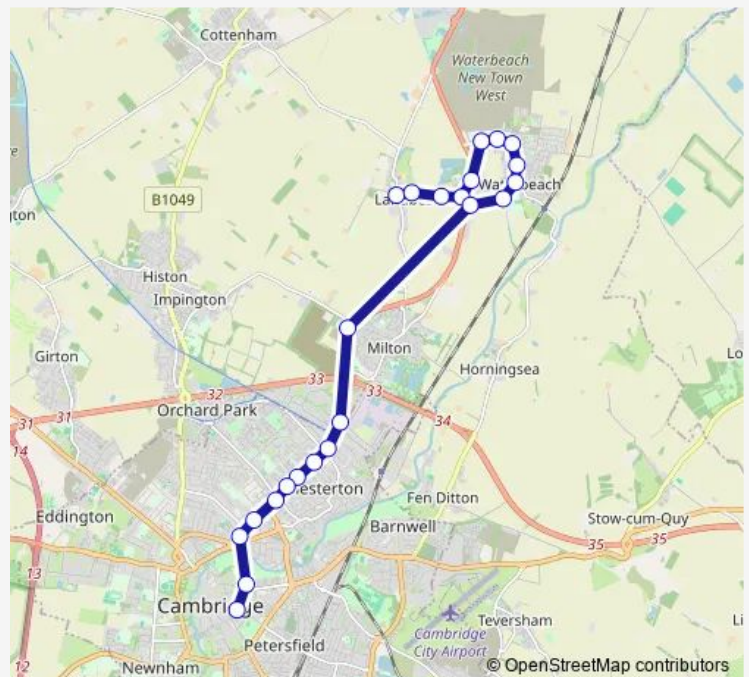 Cottenham
Waterbeach
New Town
West
B1049
Histon
Impington
Girton
Milton
Horningsea
33
33
32
31
31
Orchard Park
34
14
Fen Ditton
Eddington
Barnwell
Stow-cum-Quy
35
35
13
Cambridge
Cambridge
City Airport
Teversham
Petersfield
12
Newnham
© OpenStreetMap contributors